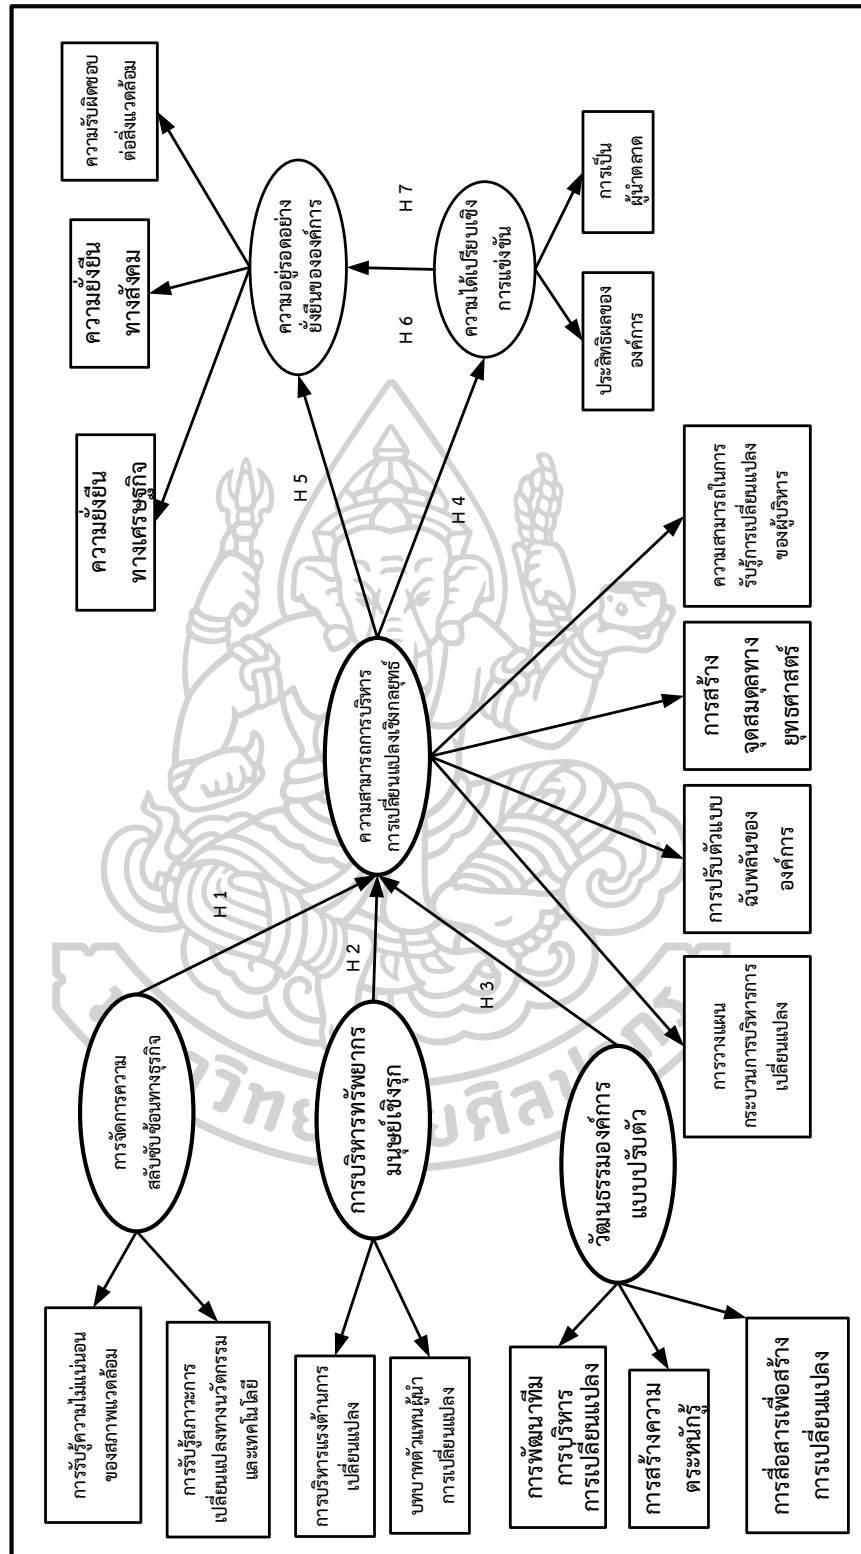 การรับรู้ความไม่แน่นอน
ของสภาพแวดล้อม
การรับรู้สภาวะการ
เปลี่ยนแปลงทางนวัตกรรม
และเทคโนโลยี
การบริหารแรงต้านการ
เปลี่ยนแปลง
บทบาทตัวแทนผู้นำ
การเปลี่ยนแปลง
การพัฒนาทีม
การบริหาร
การเปลี่ยนแปลง
การสร้างความ
ตระหนักรู้
การสื่อสารเพื่อสร้าง
การเปลี่ยนแปลง
การจัดการความ
สลับซับซ้อนทางธุรกิจ
การบริหารทรัพยากร
มนุษย์เชิงรุก
วัฒนธรรมองค์การ
แบบปรับตัว
H 1
H 2
H 3
ความสามารถการบริหาร
การเปลี่ยนแปลงเชิงกลยุทธ์
การวางแผน
กระบวนการบริหารการ
เปลี่ยนแปลง
การปรับตัวแบบ
ฉับพลันของ
องค์การ
การสร้าง
จุดสมดุลทาง
ยุทธศาสตร์
ความสามารถในการ
รับรู้การเปลี่ยนแปลง
ของผู้บริหาร
H 5
H 4
ความอยู่รอดอย่าง
ยั่งยืนขององค์การ
H 6
H 7
ความได้เปรียบเชิง
การแข่งขัน
ความยั่งยืน
ทางเศรษฐกิจ
ความยั่งยืน
ทางสังคม
ความรับผิดชอบ
ต่อสิ่งแวดล้อม
ประสิทธิผลของ
องค์การ
การเป็น
ผู้นำตลาด